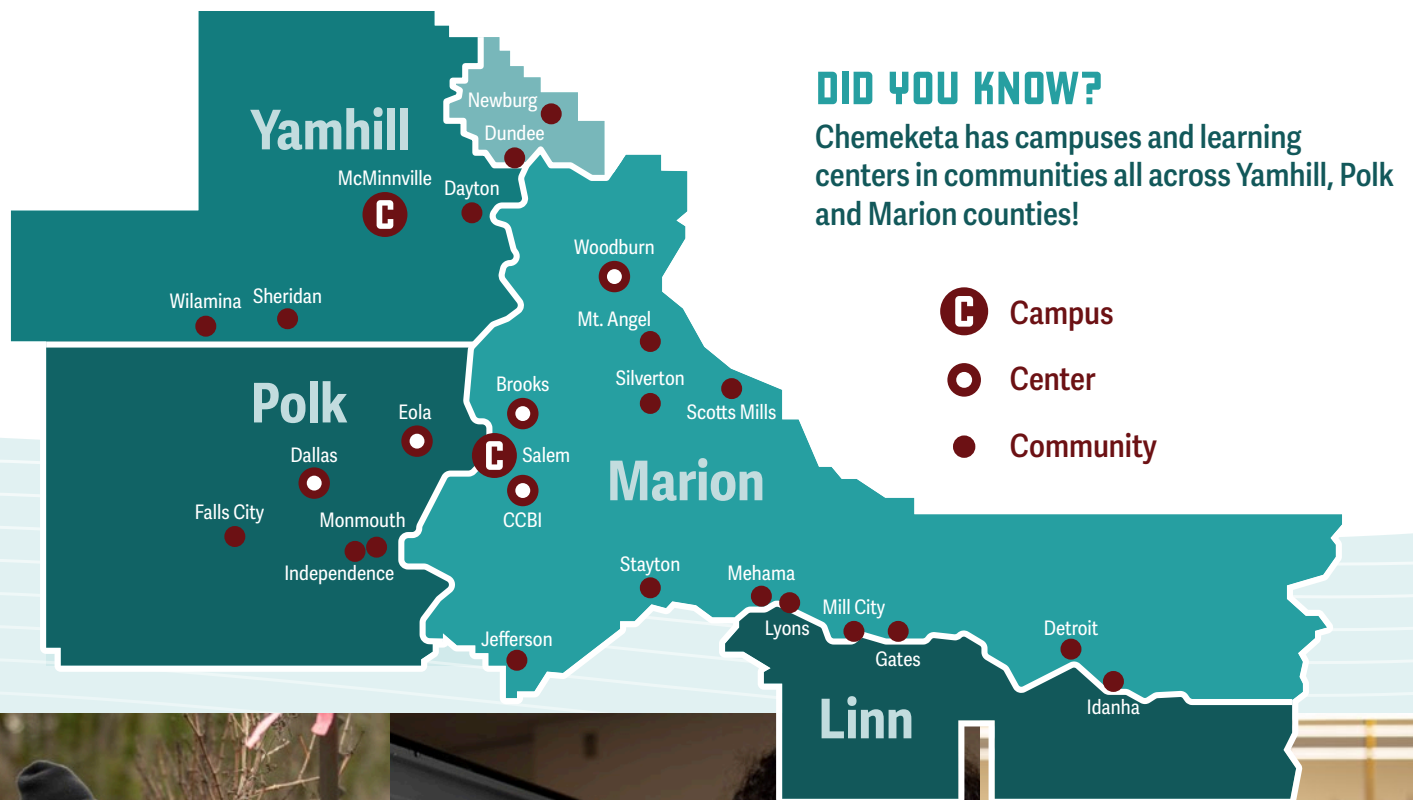 DID YOU KNOW?
Chemeketa has campuses and learning
centers in communities all across Yamhill, Polk
and Marion counties!
C Campus
Center
Community
Newburg
Dundee
Yamhill
McMinnville
C
Dayton
Wilamina
Sheridan
Woodburn
Mt. Angel
Silverton
Scotts Mills
Polk
Eola
Dallas
Falls City
Monmouth
Independence
Brooks
C Salem
CCBI
Marion
Stayton
Mehama
Lyons
Mill City
Gates
Jefferson
Detroit
Idanha
Linn